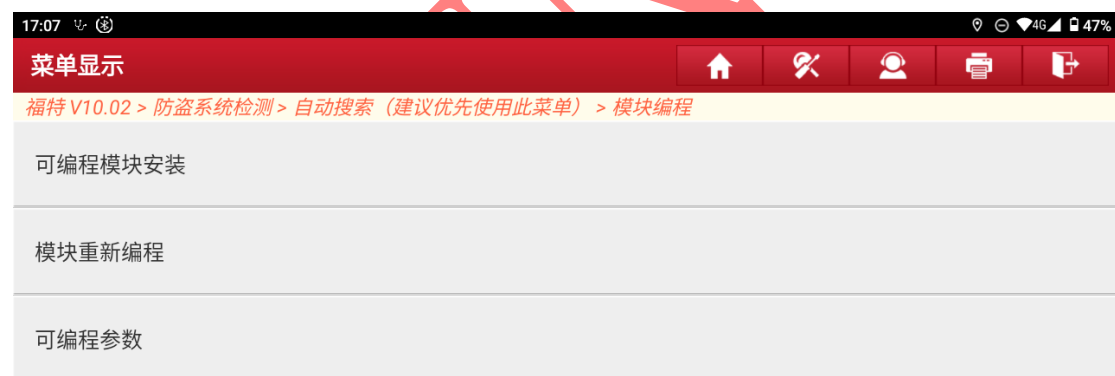 17:07 4G 47%
菜单显示
福特 V10.02 > 防盗系统检测 > 自动搜索（建议优先使用此菜单） > 模块编程
可编程模块安装
模块重新编程
可编程参数